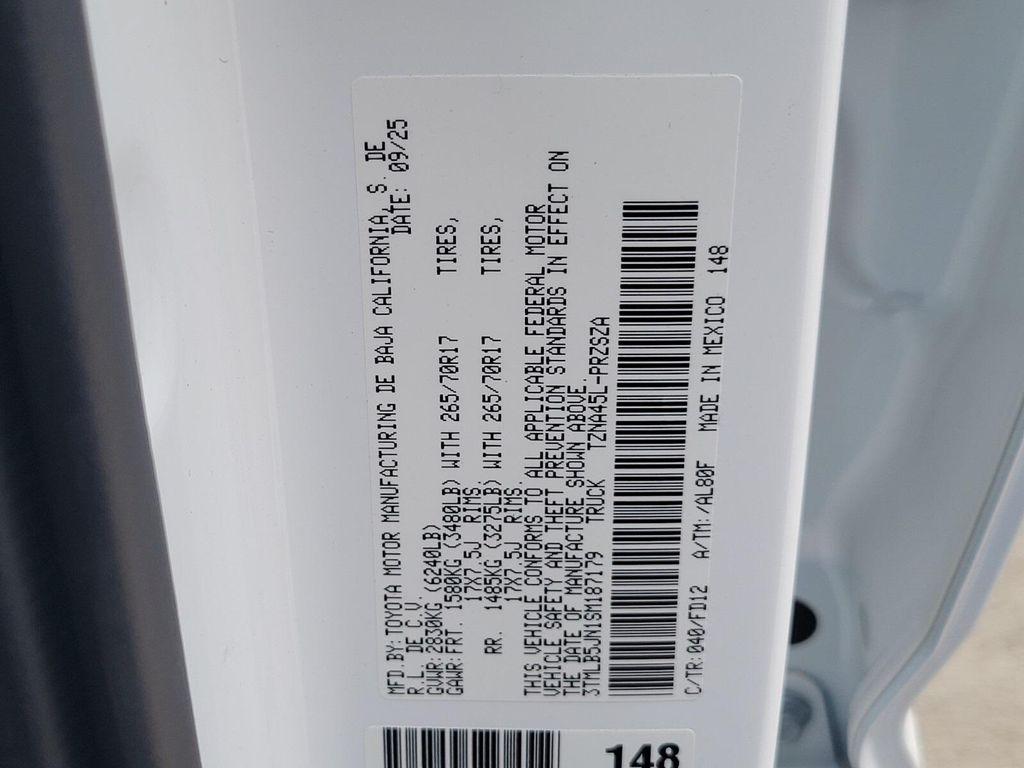 MFD.BY: TOYOTA MOTOR MANUFACTURING DE BAJA CALIFORNIA, S. DE
R.L. DE C.V. DATE: 09/25
GVWR: 2830KG (6240LB)
GAWR: FRT. 1580KG (3480LB) WITH 265/70R17 TIRES,
17X7.5J RIMS.
RR. 1485KG (3275LB) WITH 265/70R17 TIRES,
17X7.5J RIMS.
THIS VEHICLE CONFORMS TO ALL APPLICABLE FEDERAL MOTOR
VEHICLE SAFETY AND THEFT PREVENTION STANDARDS IN EFFECT ON
THE DATE OF MANUFACTURE SHOWN ABOVE.
3TMLB5JN1SM187179 TRUCK TZNA45L-PRZSZA
C/TR: 040/FD12 A/TM: /AL80F MADE IN MEXICO 148
148